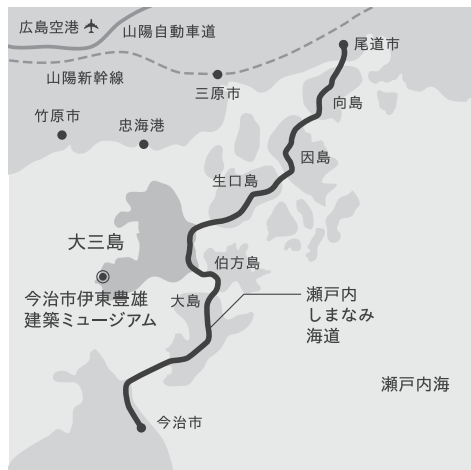 広島空港
山陽自動車道
尾道市
山陽新幹線
三原市
向島
竹原市
忠海港
因島
生口島
大三島
伯方島
今治市伊東豊雄
建築ミュージアム
大島
瀬戸内
しまなみ
海道
瀬戸内海
今治市